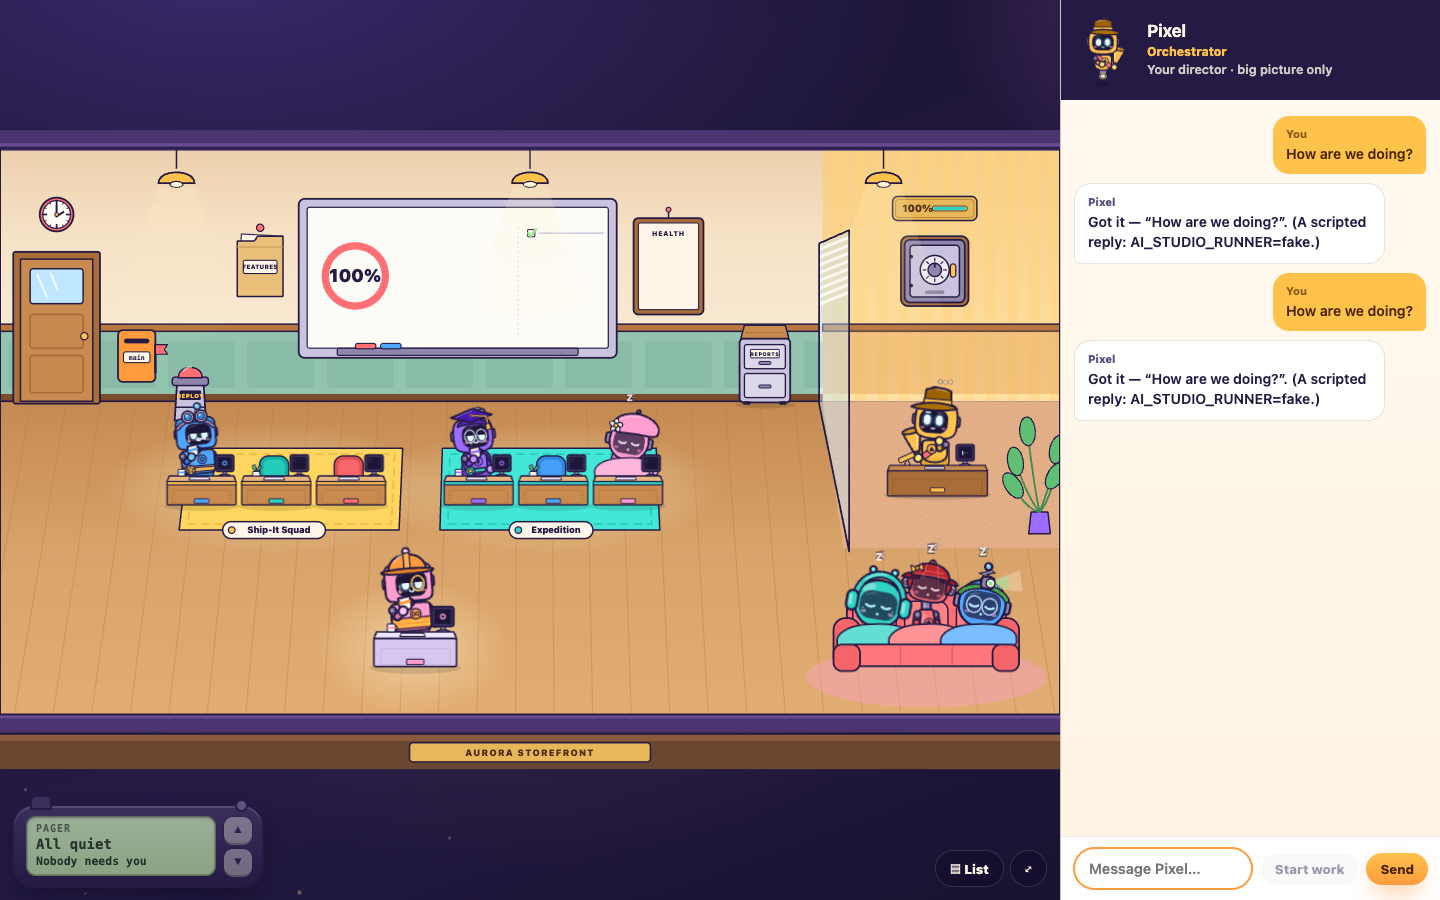 Pixel
Orchestrator
Your director · big picture only
You
How are we doing?
Pixel
Got it — “How are we doing?”. (A scripted
reply: AI_STUDIO_RUNNER=fake.)
You
How are we doing?
Pixel
Got it — “How are we doing?”. (A scripted
reply: AI_STUDIO_RUNNER=fake.)
Message Pixel...
Start work
Send
FEATURES
100%
HEALTH
100%
main
REPORTS
DEPLOY
z
Ship-It Squad
Expedition
z
z
z
AURORA STOREFRONT
PAGER
All quiet
Nobody needs you
List